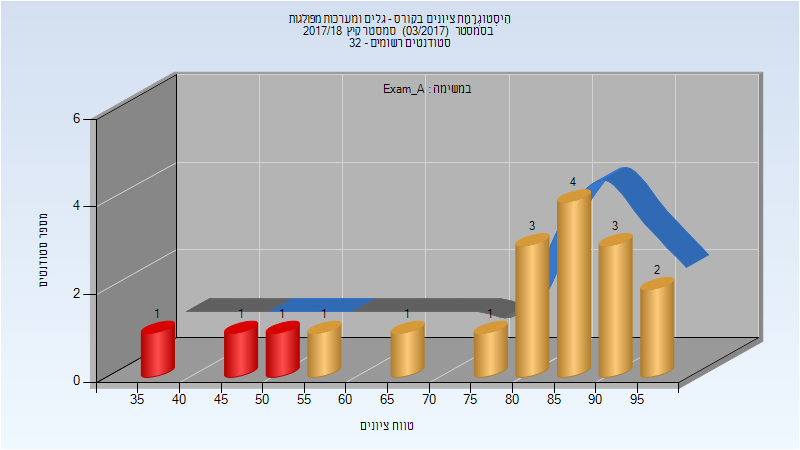 היסטוגרמת ציונים בקורס - גלים ומערכות מפולגות
בסמסטר (03/2017) סמסטר קיץ 2017/18
סטודנטים רשומים - 32
במשימה : Exam_A
מספר סטודנטים
6
4
2
0
1 1 1 1 1 1 3 4 3 2
35 40 45 50 55 60 65 70 75 80 85 90 95
טווח ציונים